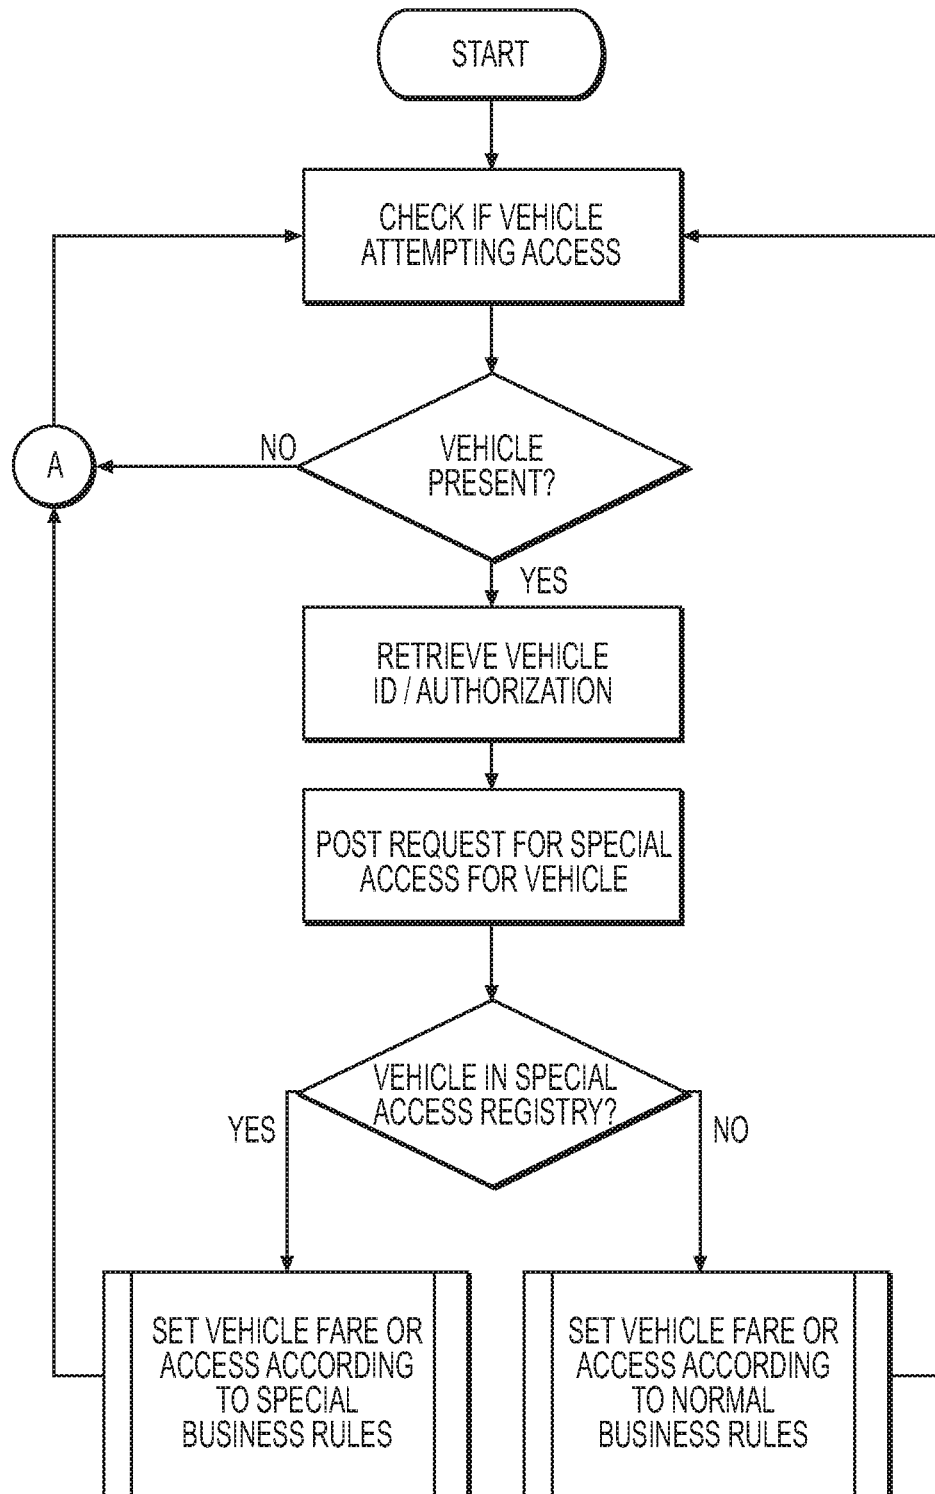 START
CHECK IF VEHICLE
ATTEMPTING ACCESS
NO
VEHICLE
PRESENT?
A
YES
RETRIEVE VEHICLE
ID / AUTHORIZATION
POST REQUEST FOR SPECIAL
ACCESS FOR VEHICLE
VEHICLE IN SPECIAL
ACCESS REGISTRY?
YES
NO
SET VEHICLE FARE OR
ACCESS ACCORDING
TO SPECIAL
BUSINESS RULES
SET VEHICLE FARE OR
ACCESS ACCORDING
TO NORMAL
BUSINESS RULES